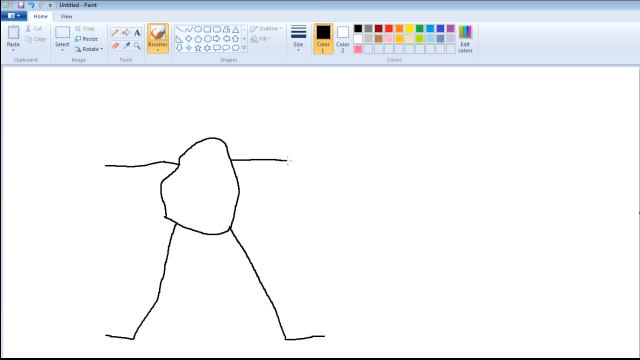 Untitled - Paint
Home View
Paste
Cut
Copy
Clipboard
Select
Crop
Resize
Rotate
Image
Tools
Brushes
Shapes
Outline
Fill
Size
Color
1
Color
2
Colors
Edit
colors